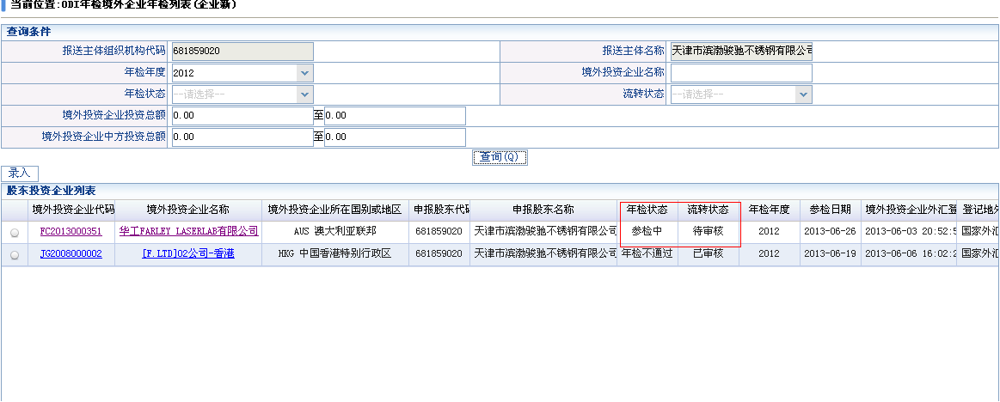 当前位置:ODI年检境外企业年检列表(企业新)
查询条件
报送主体组织机构代码 681859020 报送主体名称 天津市滨渤骏驰不锈钢有限公司
年检年度 2012 境外投资企业名称
年检状态 --请选择-- 流转状态 --请选择--
境外投资企业投资总额 0.00 至 0.00
境外投资企业中方投资总额 0.00 至 0.00
查询(Q)
录入
股东投资企业列表
境外投资企业代码 境外投资企业名称 境外投资企业所在国别或地区 申报股东代码 申报股东名称 年检状态 流转状态 年检年度 参检日期 境外投资企业外汇登 登记地外
FC2013000351 华工FARLEY LASERLAB有限公司 AUS 澳大利亚联邦 681859020 天津市滨渤骏驰不锈钢有限公司 参检中 待审核 2012 2013-06-26 2013-06-03 20:52:5 国家外汇
JG2008000002 [F.LTD]02公司-香港 HKG 中国香港特别行政区 681859020 天津市滨渤骏驰不锈钢有限公司 年检不通过 已审核 2012 2013-06-19 2013-06-06 16:02:2 国家外汇